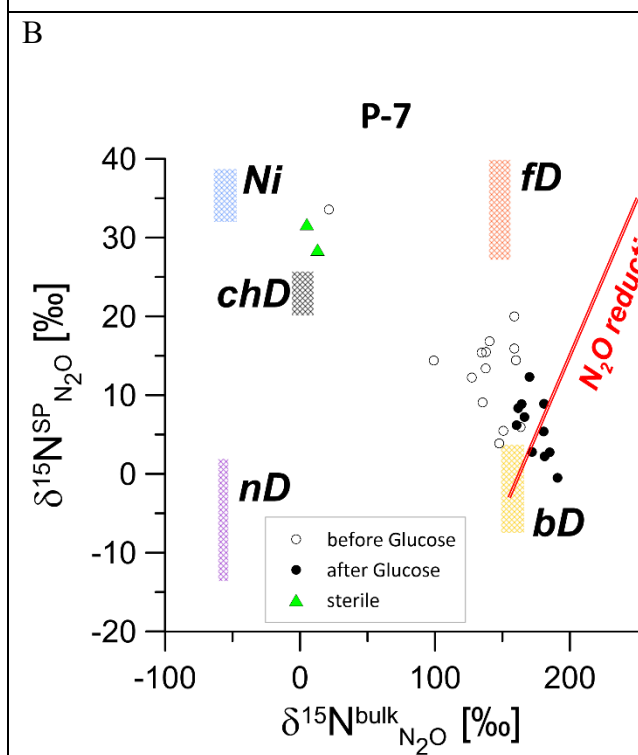 B
P-7
40
30
20
10
0
-10
-20
δ15NSPN2O [‰]
Ni
fD
chD
N2O reducti
nD
bD
before Glucose
after Glucose
sterile
-100 0 100 200
δ15NbulkN2O [‰]